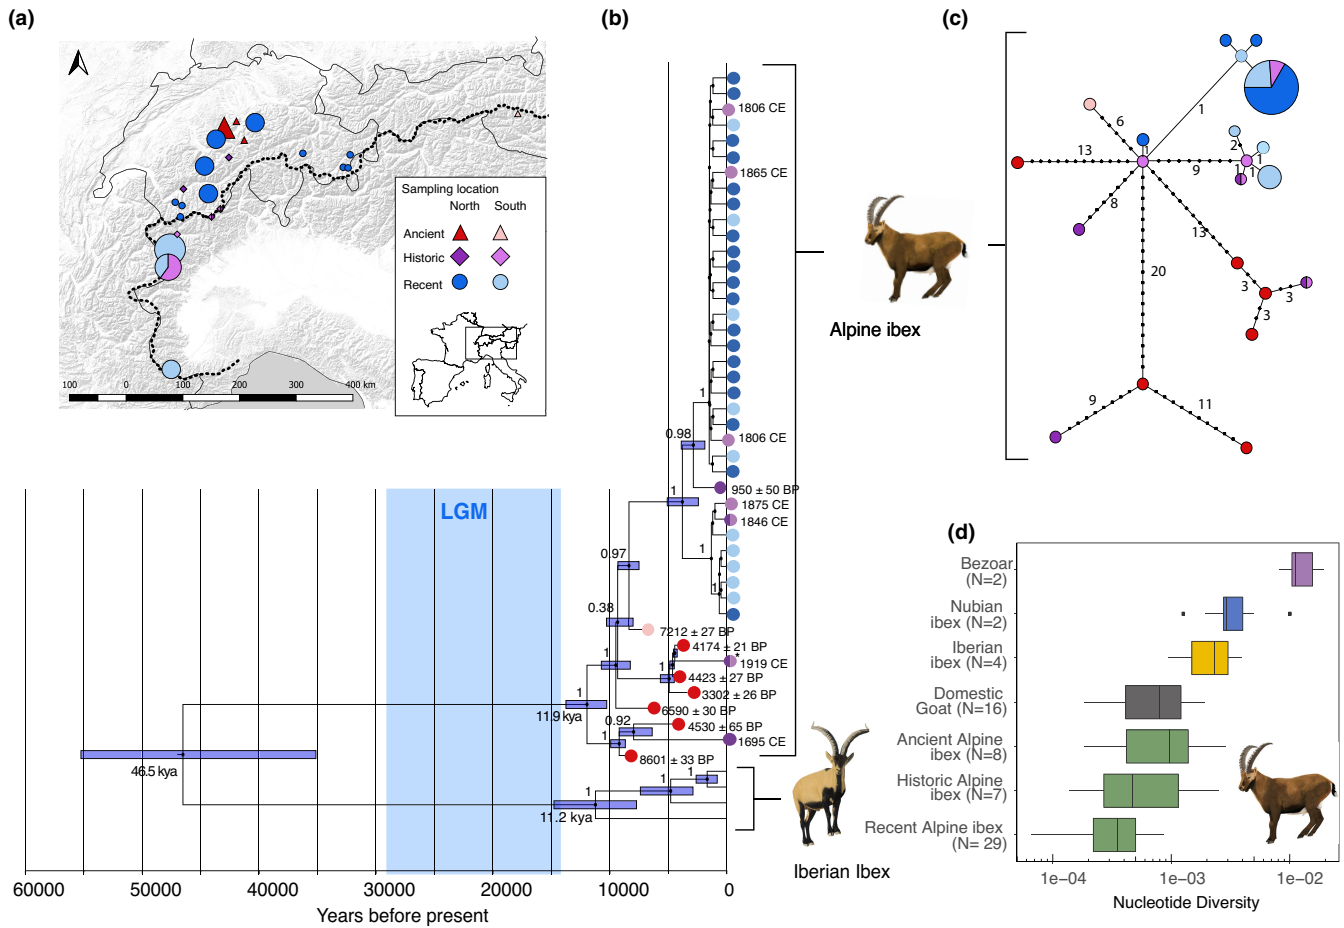 (a)
(b)
(c)
Sampling location
North South
Ancient
Historic
Recent
100 0 100 200 300 400 km
1806 CE
1865 CE
1
0.98
1806 CE
950 ± 50 BP
1
1875 CE
1846 CE
1
1
LGM
0.97
0.38
7212 ± 27 BP
4174 ± 21 BP
*
1919 CE
1
1
4423 ± 27 BP
3302 ± 26 BP
1
6590 ± 30 BP
11.9 kya
0.92
4530 ± 65 BP
1695 CE
1
8601 ± 33 BP
46.5 kya
1
1
1
11.2 kya
60000 50000 40000 30000 20000 10000 0
Years before present
Alpine ibex
Iberian Ibex
1
6
13
1
2
1
9
1
1
8
13
20
3
3
3
9
11
(d)
Bezoar
(N=2)
Nubian
ibex (N=2)
Iberian
ibex (N=4)
Domestic
Goat (N=16)
Ancient Alpine
ibex (N=8)
Historic Alpine
ibex (N=7)
Recent Alpine ibex
(N= 29)
1e−04 1e−03 1e−02
Nucleotide Diversity